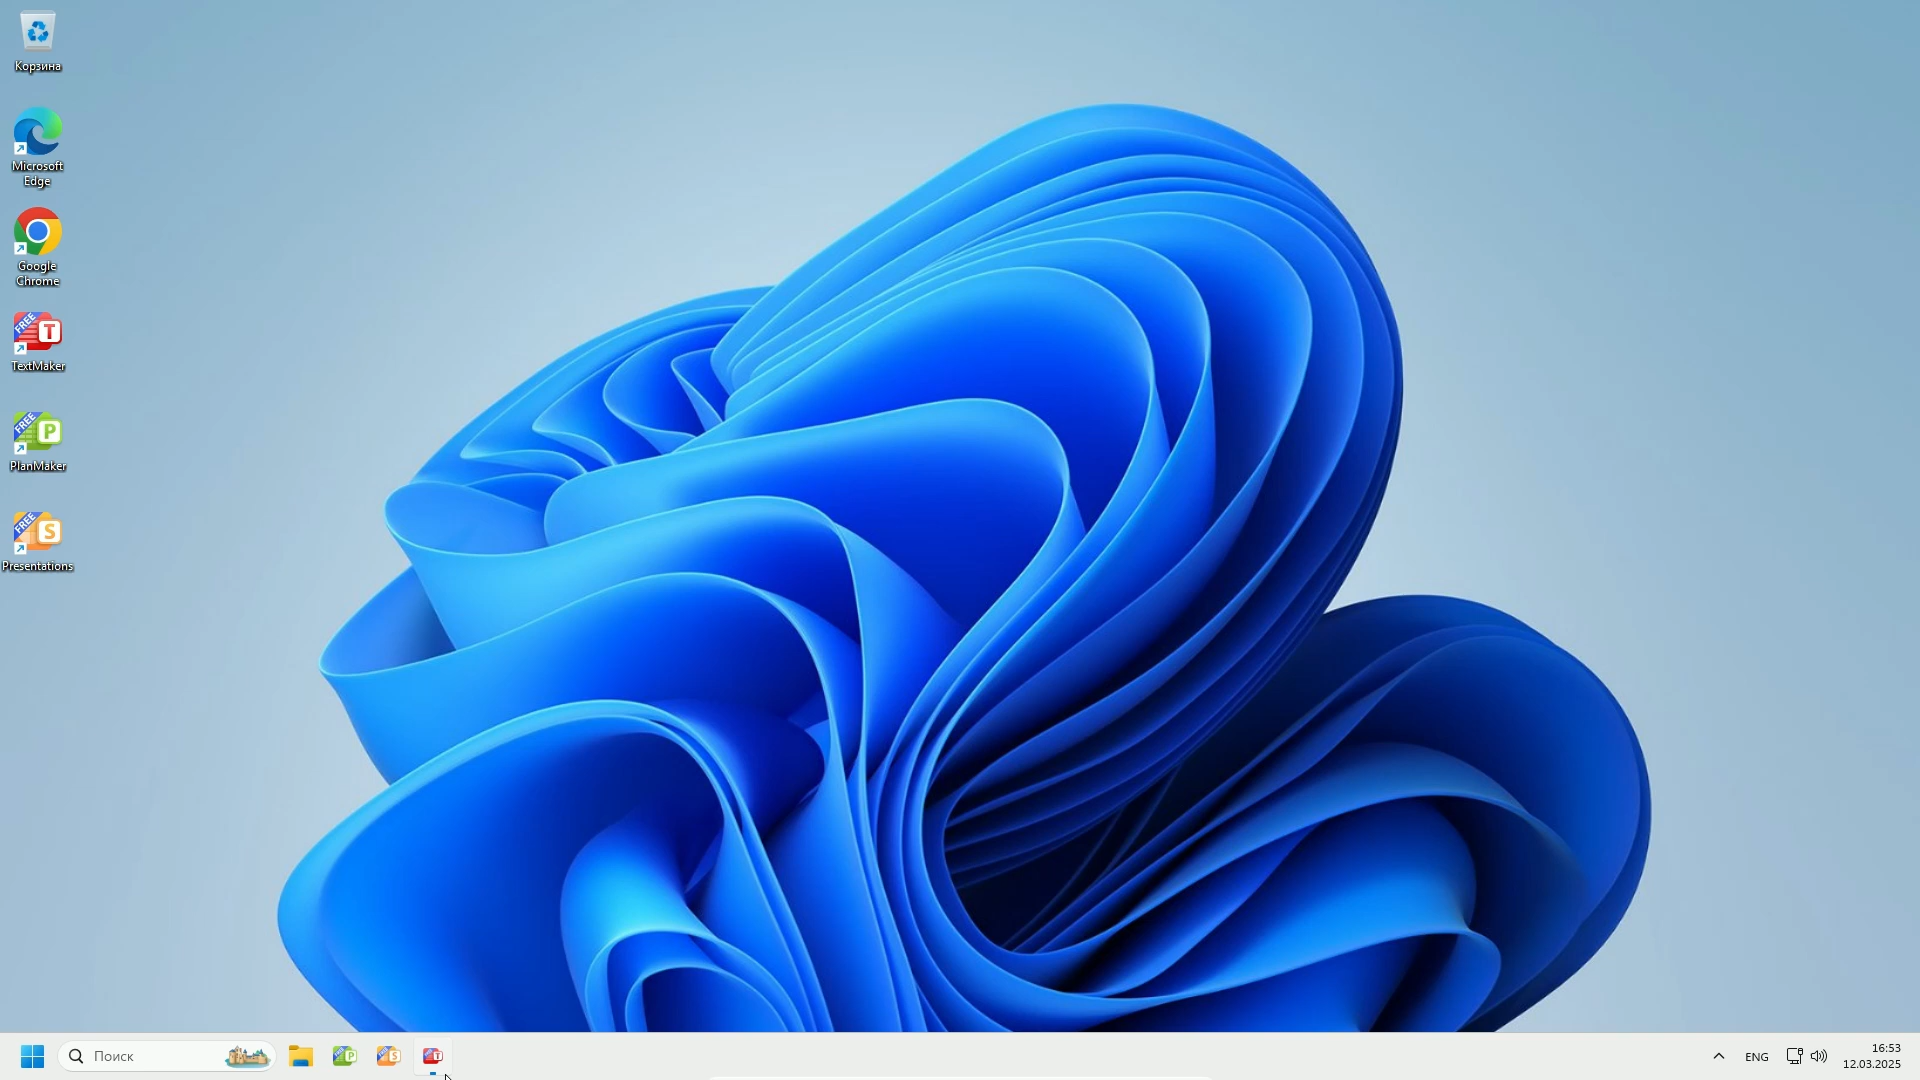 Корзина
Microsoft
Edge
Google
Chrome
FREE
T
TextMaker
FREE
P
PlanMaker
FREE
S
Presentations
Поиск
P
S
T
ENG
16:53
12.03.2025